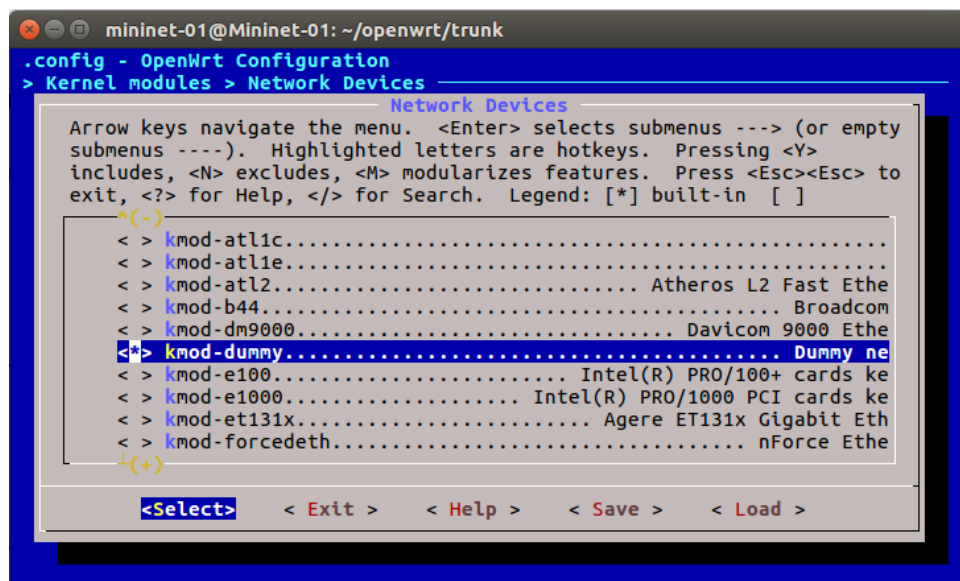 mininet-01@Mininet-01: ~/openwrt/trunk
.config - OpenWrt Configuration
> Kernel modules > Network Devices
Network Devices
Arrow keys navigate the menu.  <Enter> selects submenus ---> (or empty
submenus ----).  Highlighted letters are hotkeys.  Pressing <Y>
includes, <N> excludes, <M> modularizes features.  Press <Esc><Esc> to
exit, <?> for Help, </> for Search.  Legend: [*] built-in  [ ]
^(-)
< > kmod-atl1c...................................................
< > kmod-atl1e...................................................
< > kmod-atl2............................... Atheros L2 Fast Ethe
< > kmod-b44............................................ Broadcom
< > kmod-dm9000................................ Davicom 9000 Ethe
<*> kmod-dummy.......................................... Dummy ne
< > kmod-e100......................... Intel(R) PRO/100+ cards ke
< > kmod-e1000.................... Intel(R) PRO/1000 PCI cards ke
< > kmod-et131x......................... Agere ET131x Gigabit Eth
< > kmod-forcedeth................................... nForce Ethe
┴(+)
<Select>    < Exit >    < Help >    < Save >    < Load >